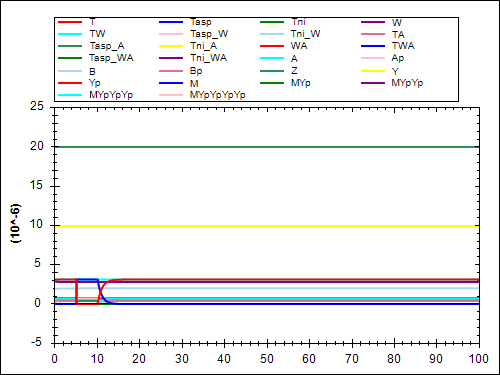 T Tasp Tni W
TW Tasp_W Tni_W TA
Tasp_A Tni_A WA TWA
Tasp_WA Tni_WA A Ap
B Bp Z Y
Yp M MYp MYpYp
MYpYpYp MYpYpYpYp
25
20
15
10
5
0
-5
(10^-6)
0 10 20 30 40 50 60 70 80 90 100